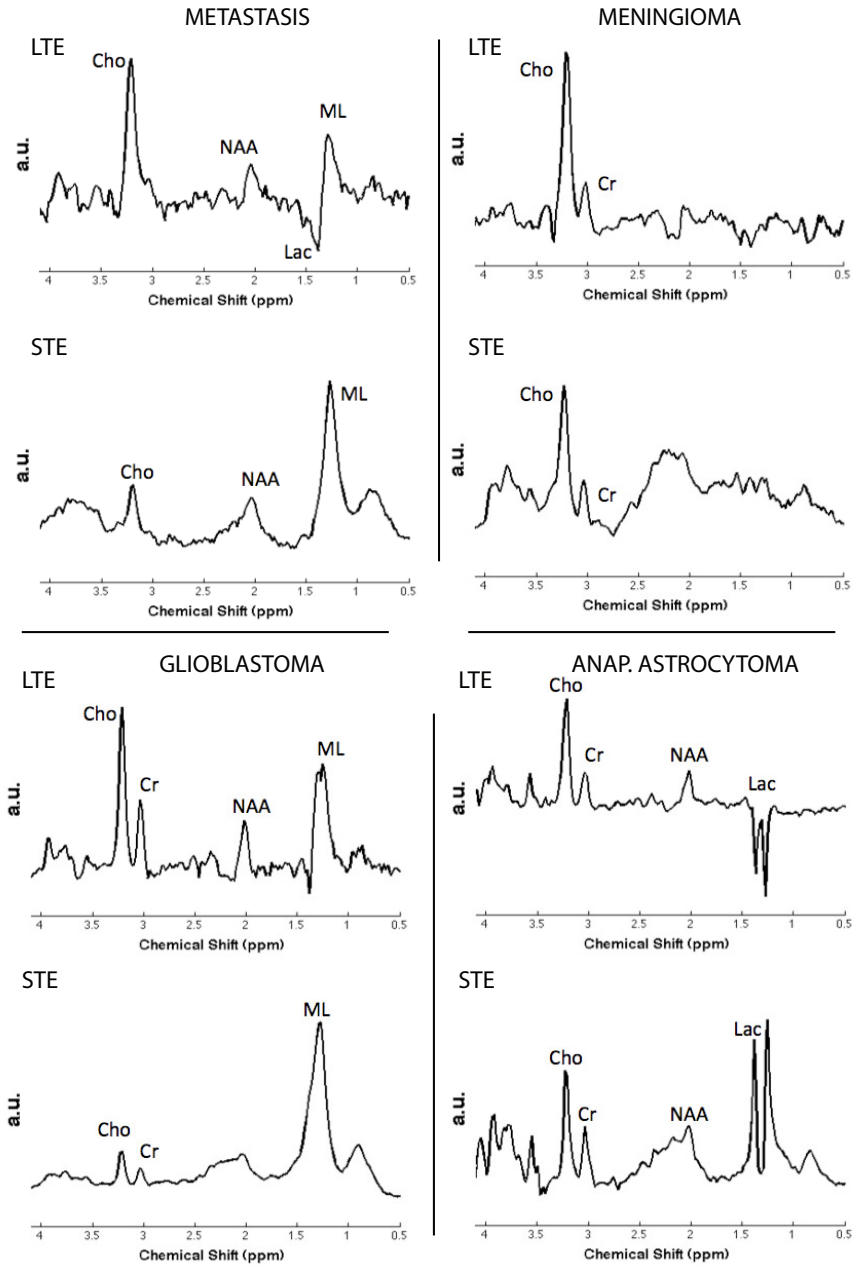 METASTASIS
LTE
Cho
NAA
ML
Lac
a.u.
4 3.5 3 2.5 2 1.5 1 0.5
Chemical Shift (ppm)
STE
Cho
NAA
ML
a.u.
4 3.5 3 2.5 2 1.5 1 0.5
Chemical Shift (ppm)
MENINGIOMA
LTE
Cho
Cr
a.u.
4 3.5 3 2.5 2 1.5 1 0.5
Chemical Shift (ppm)
STE
Cho
Cr
a.u.
4 3.5 3 2.5 2 1.5 1 0.5
Chemical Shift (ppm)
GLIOBLASTOMA
LTE
Cho
Cr
NAA
ML
a.u.
4 3.5 3 2.5 2 1.5 1 0.5
Chemical Shift (ppm)
STE
Cho
Cr
ML
a.u.
4 3.5 3 2.5 2 1.5 1 0.5
Chemical Shift (ppm)
ANAP. ASTROCYTOMA
LTE
Cho
Cr
NAA
Lac
a.u.
4 3.5 3 2.5 2 1.5 1 0.5
Chemical Shift (ppm)
STE
Cho
Cr
NAA
Lac
a.u.
4 3.5 3 2.5 2 1.5 1 0.5
Chemical Shift (ppm)